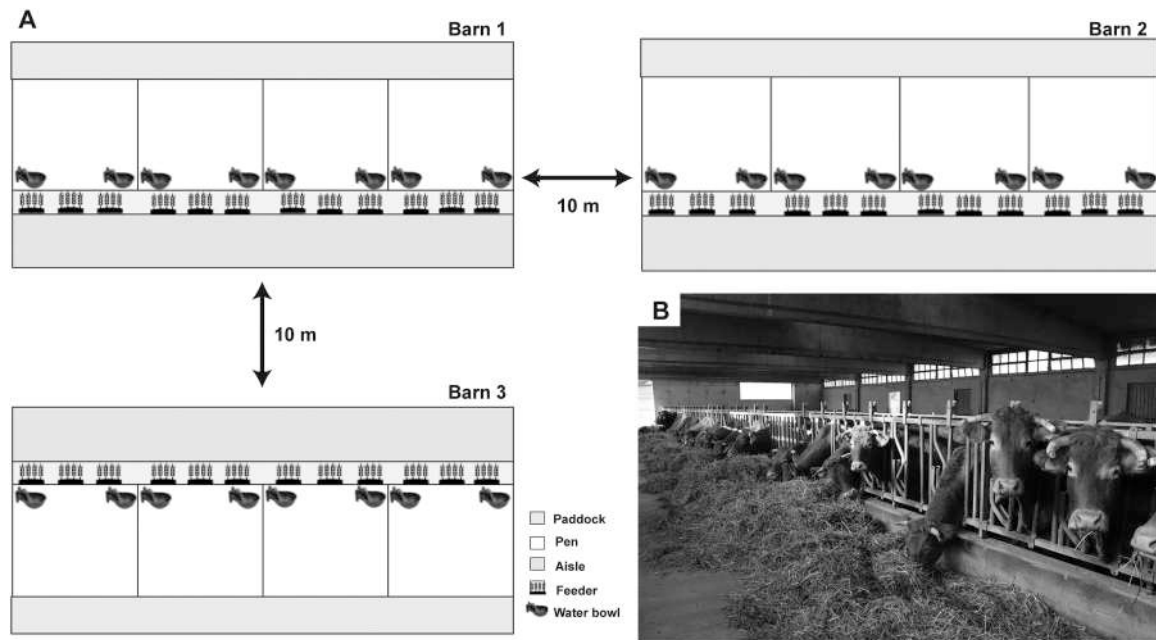 A
Barn 1
Barn 2
10 m
10 m
B
Barn 3
Paddock
Pen
Aisle
Feeder
Water bowl